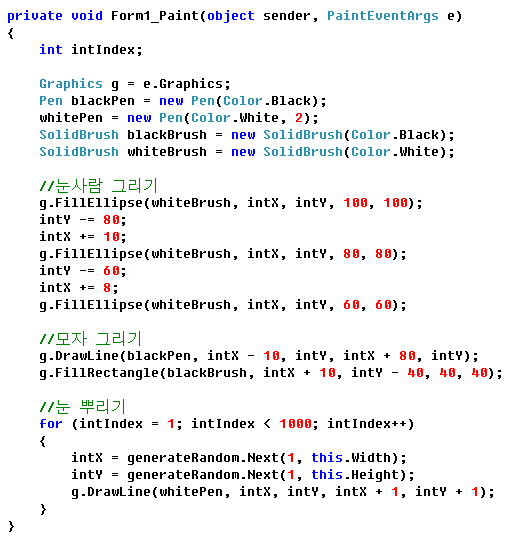 private void Form1_Paint(object sender, PaintEventArgs e)
{
    int intIndex;

    Graphics g = e.Graphics;
    Pen blackPen = new Pen(Color.Black);
    whitePen = new Pen(Color.White, 2);
    SolidBrush blackBrush = new SolidBrush(Color.Black);
    SolidBrush whiteBrush = new SolidBrush(Color.White);

    //눈사람 그리기
    g.FillEllipse(whiteBrush, intX, intY, 100, 100);
    intY -= 80;
    intX += 10;
    g.FillEllipse(whiteBrush, intX, intY, 80, 80);
    intY -= 60;
    intX += 8;
    g.FillEllipse(whiteBrush, intX, intY, 60, 60);

    //모자 그리기
    g.DrawLine(blackPen, intX - 10, intY, intX + 80, intY);
    g.FillRectangle(blackBrush, intX + 10, intY - 40, 40, 40);

    //눈 뿌리기
    for (intIndex = 1; intIndex < 1000; intIndex++)
    {
        intX = generateRandom.Next(1, this.Width);
        intY = generateRandom.Next(1, this.Height);
        g.DrawLine(whitePen, intX, intY, intX + 1, intY + 1);
    }
}